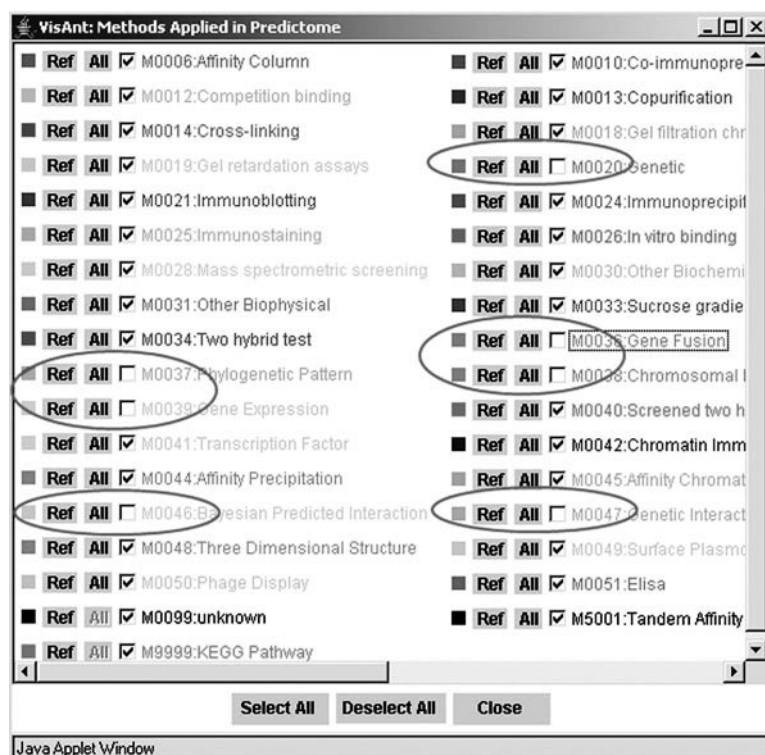 VisAnt: Methods Applied in Predictome
Ref All M0006:Affinity Column Ref All M0010:Co-immunopre
Ref All M0012:Competition binding Ref All M0013:Copurification
Ref All M0014:Cross-linking Ref All M0018:Gel filtration chr
Ref All M0019:Gel retardation assays Ref All M0020:Genetic
Ref All M0021:Immunoblotting Ref All M0024:Immunoprecipit
Ref All M0025:Immunostaining Ref All M0026:In vitro binding
Ref All M0028:Mass spectrometric screening Ref All M0030:Other Biochemi
Ref All M0031:Other Biophysical Ref All M0033:Sucrose gradie
Ref All M0034:Two hybrid test Ref All M0036:Gene Fusion
Ref All M0037:Phylogenetic Pattern Ref All M0038:Chromosomal l
Ref All M0039:Gene Expression Ref All M0040:Screened two h
Ref All M0041:Transcription Factor Ref All M0042:Chromatin Imm
Ref All M0044:Affinity Precipitation Ref All M0045:Affinity Chromat
Ref All M0046:Bayesian Predicted Interaction Ref All M0047:Genetic Interact
Ref All M0048:Three Dimensional Structure Ref All M0049:Surface Plasmo
Ref All M0050:Phage Display Ref All M0051:Elisa
Ref All M0099:unknown Ref All M5001:Tandem Affinity
Ref All M9999:KEGG Pathway
Select All Deselect All Close
Java Applet Window